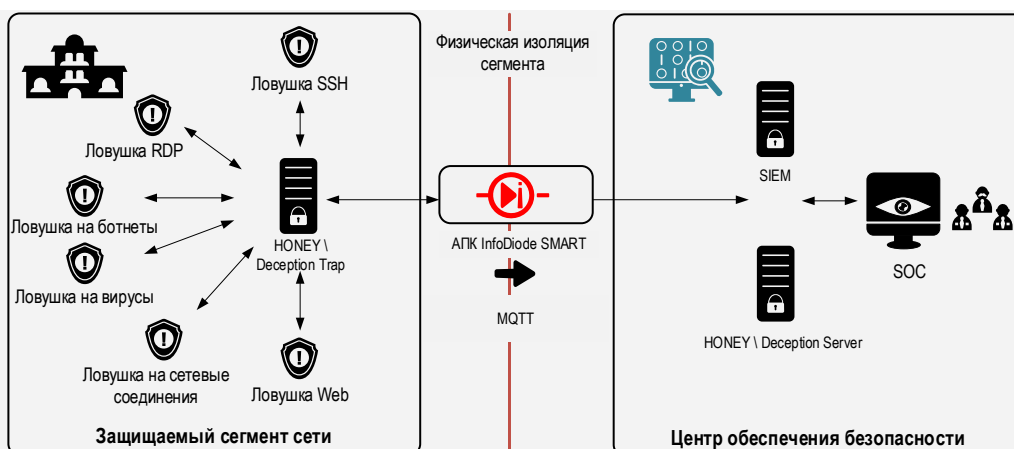 Ловушка SSH
Ловушка RDP
Ловушка на ботнеты
Ловушка на вирусы
Ловушка на сетевые
соединения
Ловушка Web
HONEY \
Deception Trap
Защищаемый сегмент сети
Физическая изоляция
сегмента
Di
АПК InfoDiode SMART
MQTT
SIEM
HONEY \ Deception Server
SOC
Центр обеспечения безопасности